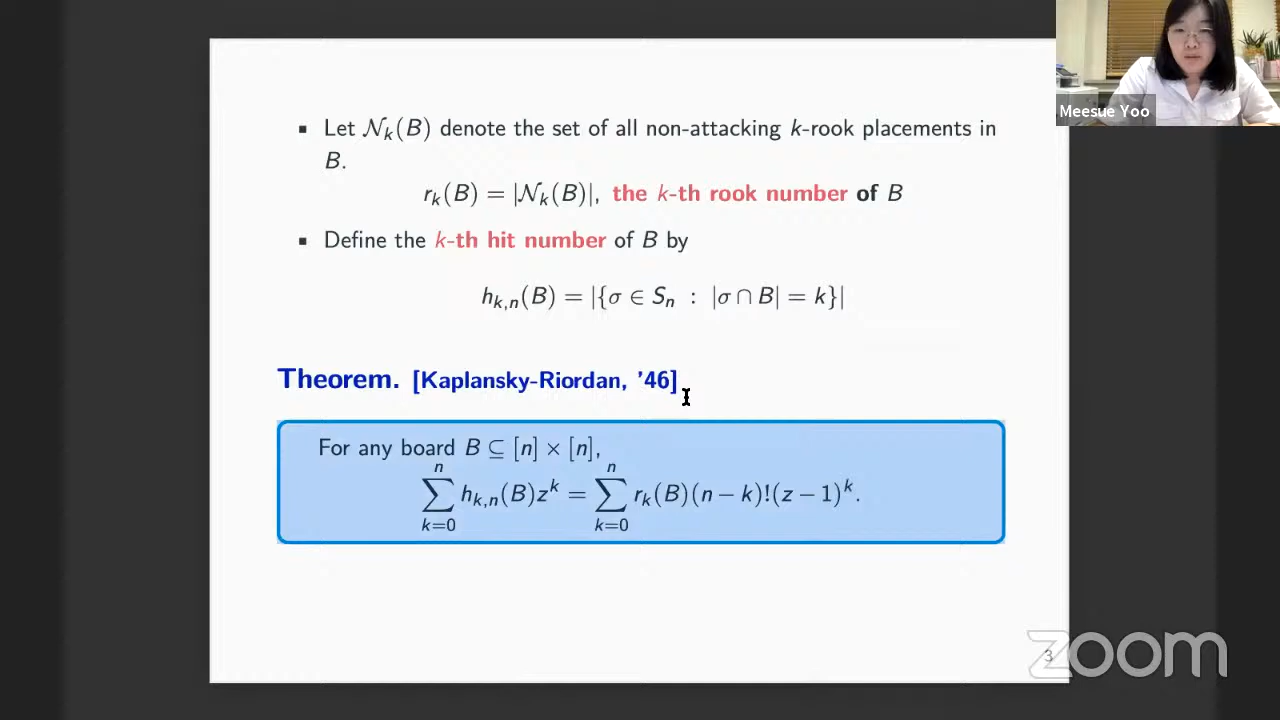 ▪ Let 𝒩ₖ(B) denote the set of all non-attacking k-rook placements in
B.
rₖ(B) = |𝒩ₖ(B)|, the k-th rook number of B
▪ Define the k-th hit number of B by
hₖ,ₙ(B) = |{σ ∈ Sₙ : |σ ∩ B| = k}|
Theorem. [Kaplansky-Riordan, ’46]
For any board B ⊆ [n] × [n],
∑_{k=0}^{n} hₖ,ₙ(B)zᵏ = ∑_{k=0}^{n} rₖ(B)(n − k)!(z − 1)ᵏ.
3
Meesue Yoo
zoom